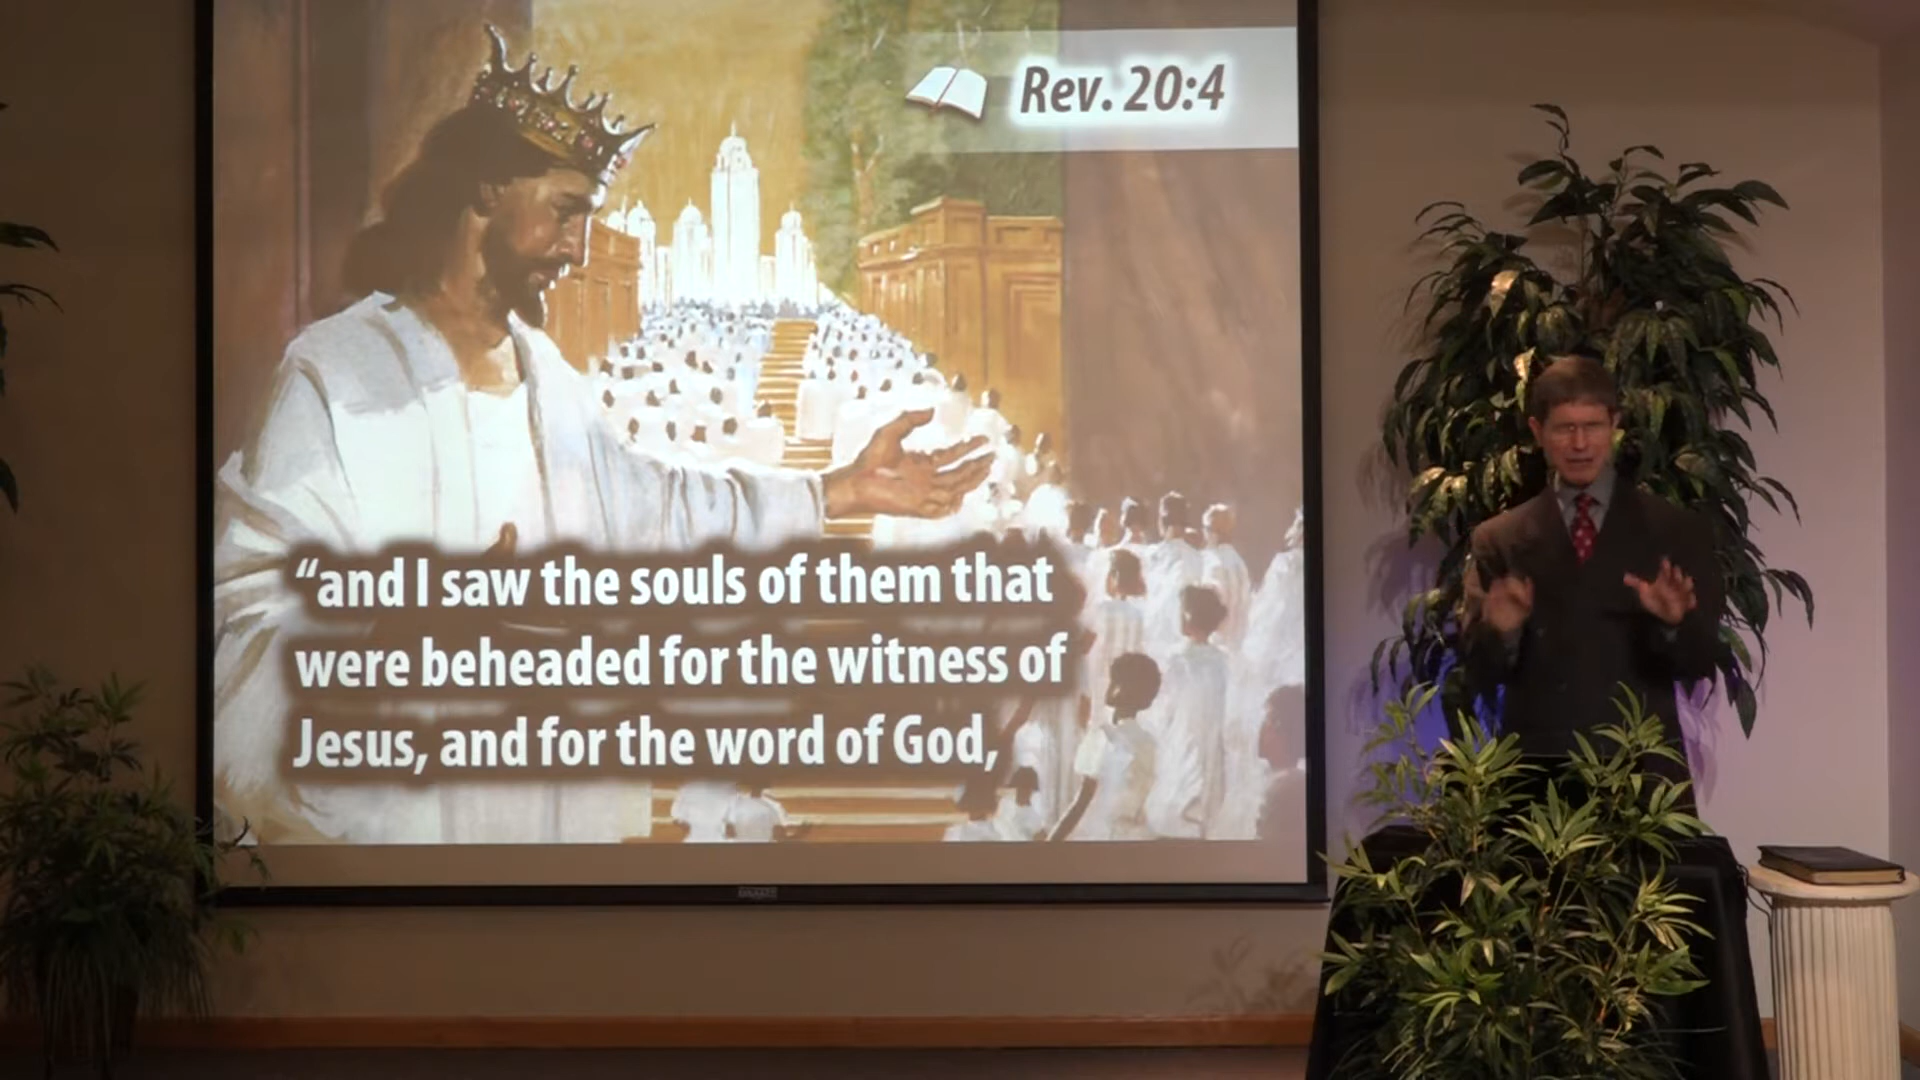 Rev. 20:4
“and I saw the souls of them that
were beheaded for the witness of
Jesus, and for the word of God,